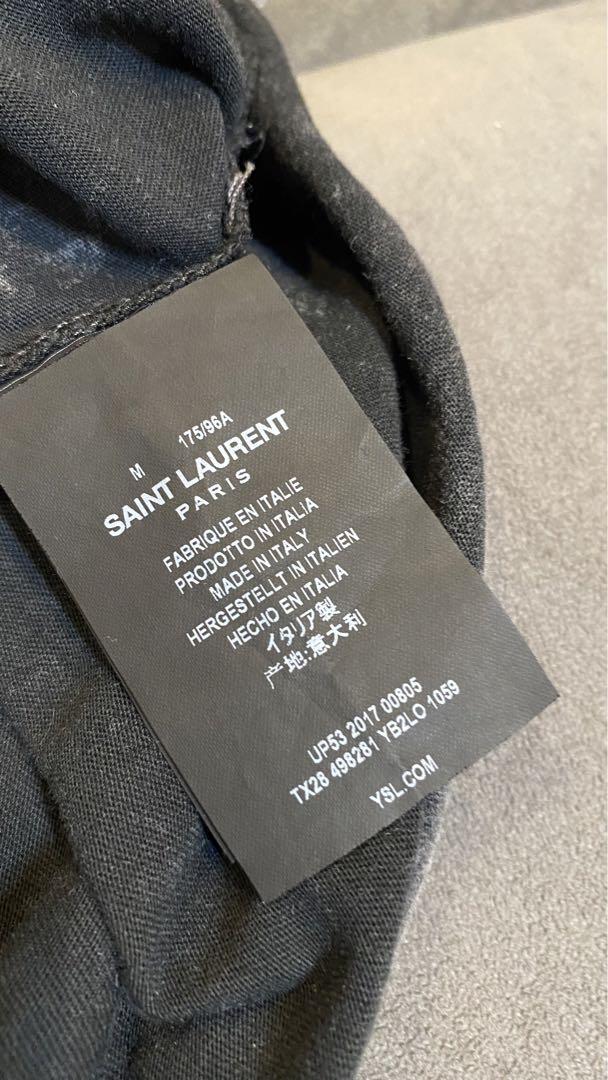 M 175/96A
SAINT LAURENT
PARIS
FABRIQUE EN ITALIE
PRODOTTO IN ITALIA
MADE IN ITALY
HERGESTELLT IN ITALIEN
HECHO EN ITALIA
イタリア製
产地:意大利
UP53 2017 00805
TX28 498281 YB2LO 1059
YSL.COM